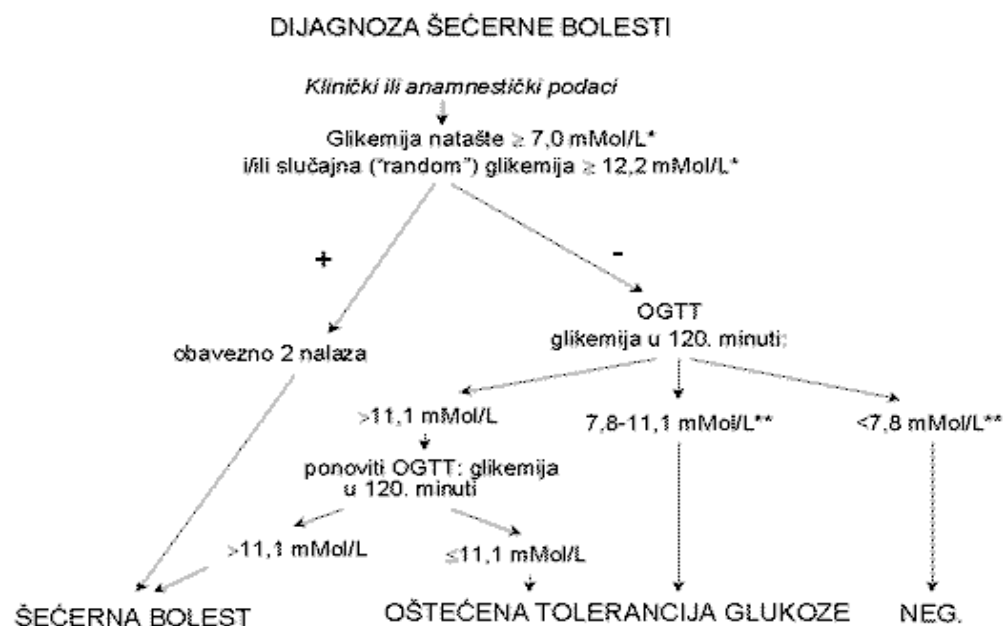 DIJAGNOZA ŠEĆERNE BOLESTI
Klinički ili anamnestički podaci
Glikemija natašte ≥ 7,0 mMol/L*
i/ili slučajna ("random") glikemija ≥ 12,2 mMol/L*
+
-
OGTT
glikemija u 120. minuti:
obavezno 2 nalaza
>11,1 mMol/L
7,8-11,1 mMol/L**
<7,8 mMol/L**
ponoviti OGTT: glikemija
u 120. minuti
>11,1 mMol/L
≤11,1 mMol/L
ŠEĆERNA BOLEST
OŠTEĆENA TOLERANCIJA GLUKOZE
NEG.